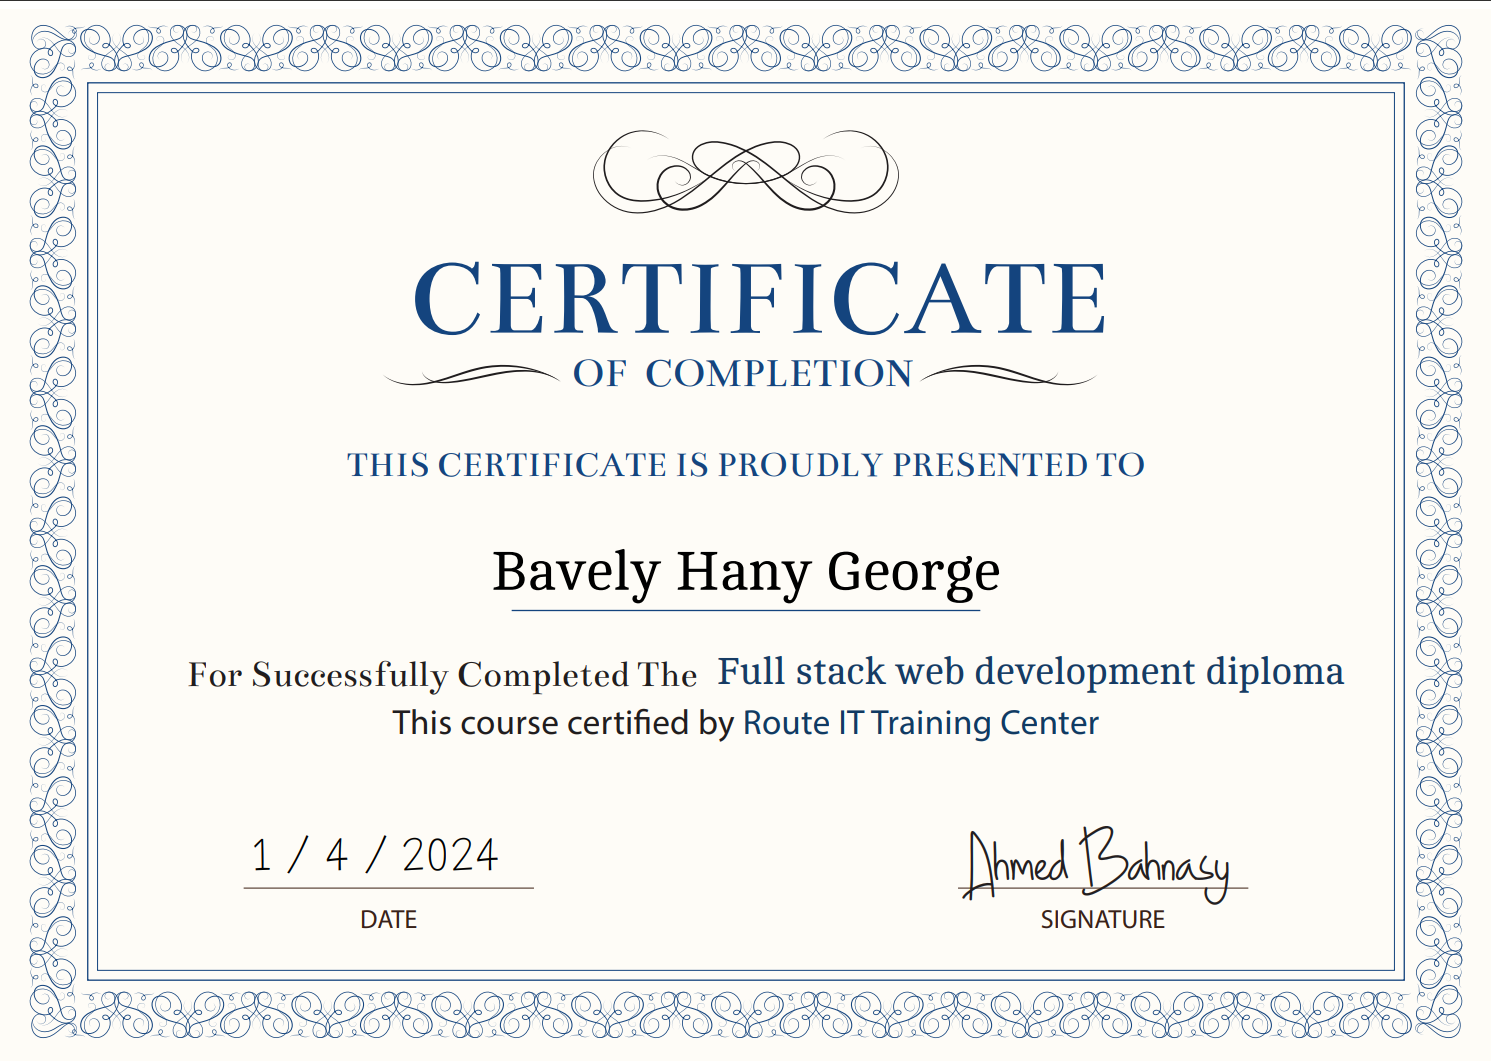 CERTIFICATE
OF COMPLETION
THIS CERTIFICATE IS PROUDLY PRESENTED TO
Bavely Hany George
For Successfully Completed The Full stack web development diploma
This course certified by Route IT Training Center
1 / 4 / 2024
Ahmed Bahnasy
DATE
SIGNATURE